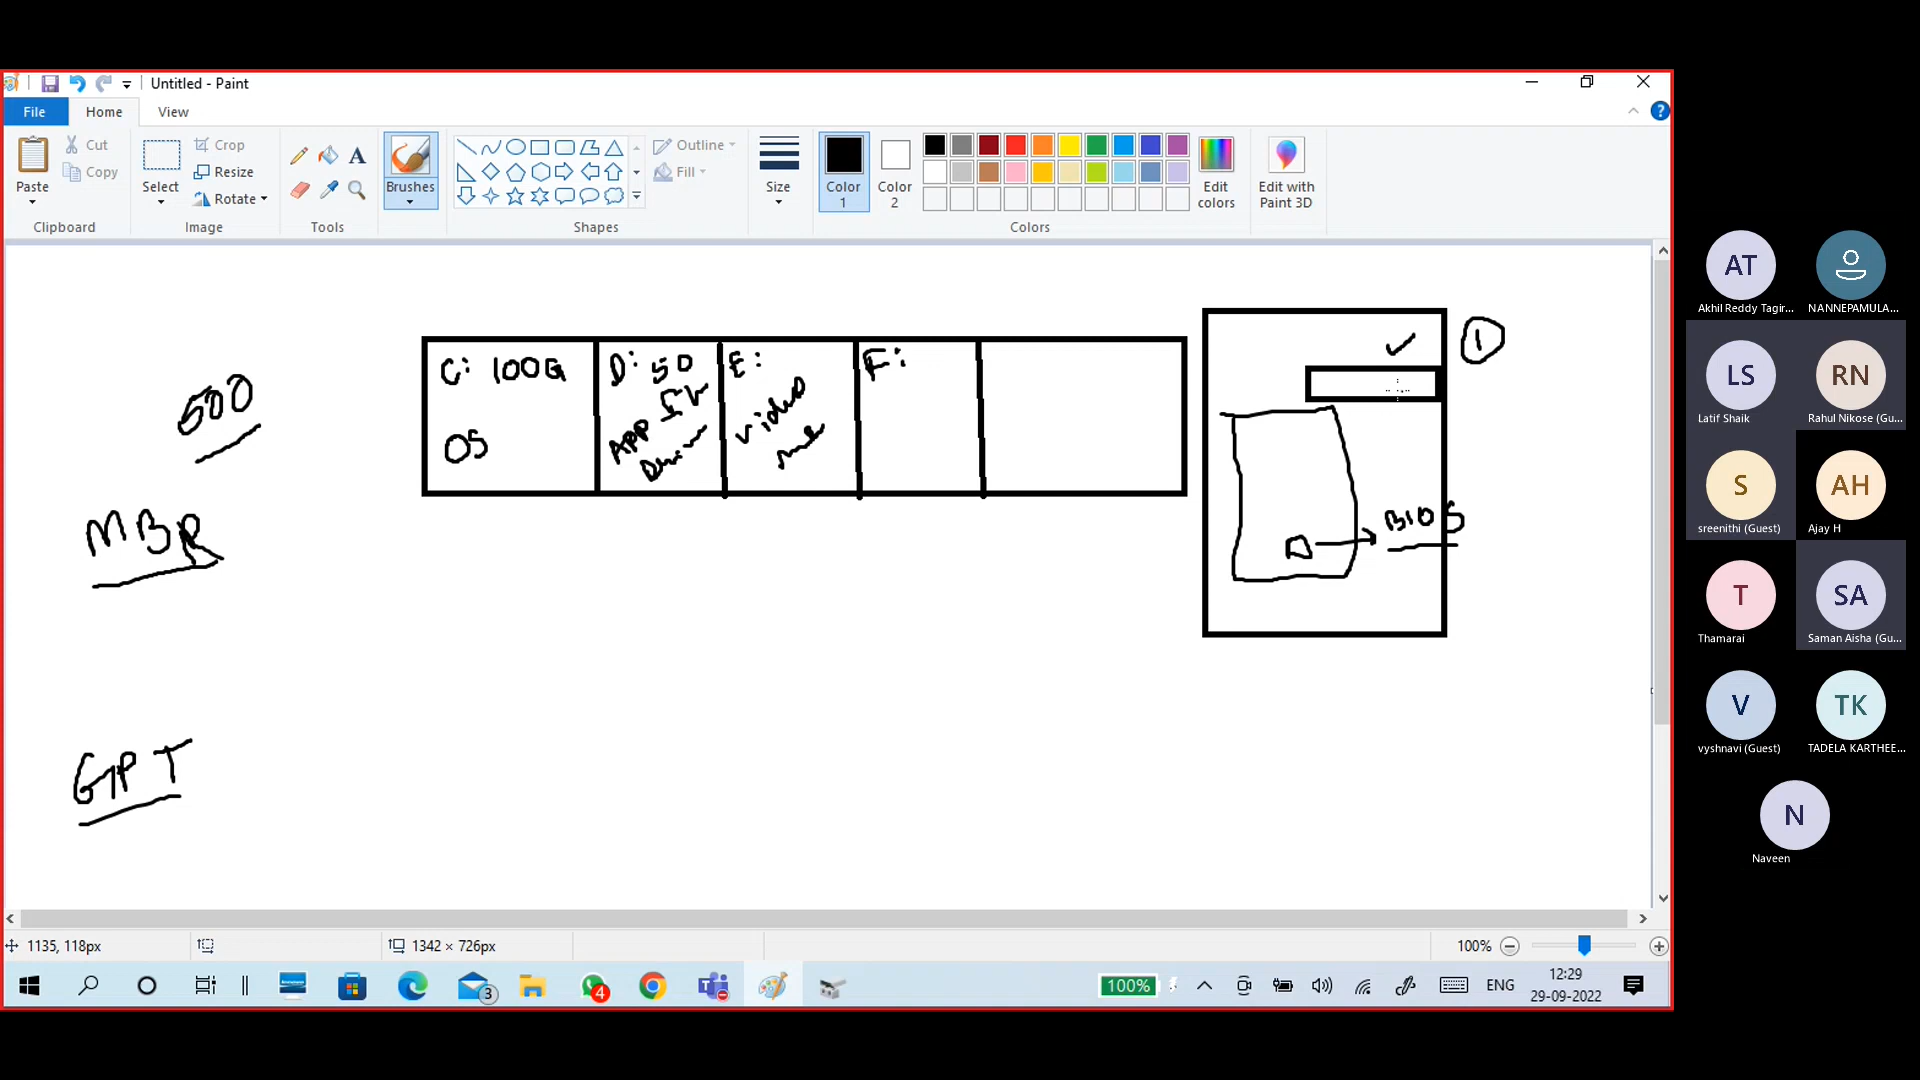 Untitled - Paint
File Home View
Paste
Cut
Copy
Clipboard
Select
Crop
Resize
Rotate
Image
A
Tools
Brushes
Shapes
Outline
Fill
Size
Color 1
Color 2
Edit colors
Edit with Paint 3D
Colors
500
MBR
GPT
C: 100G
OS
D: 50
APP
E:
video
F:
1
BIOS
1135, 118px
1342 × 726px
100%
3
4
100%
ENG
12:29
29-09-2022
AT
Akhil Reddy Tagir...
NANNEPAMULA...
LS
Latif Shaik
RN
Rahul Nikose (Gu...
S
sreenithi (Guest)
AH
Ajay H
T
Thamarai
SA
Saman Aisha (Gu...
V
vyshnavi (Guest)
TK
TADELA KARTHEE...
N
Naveen